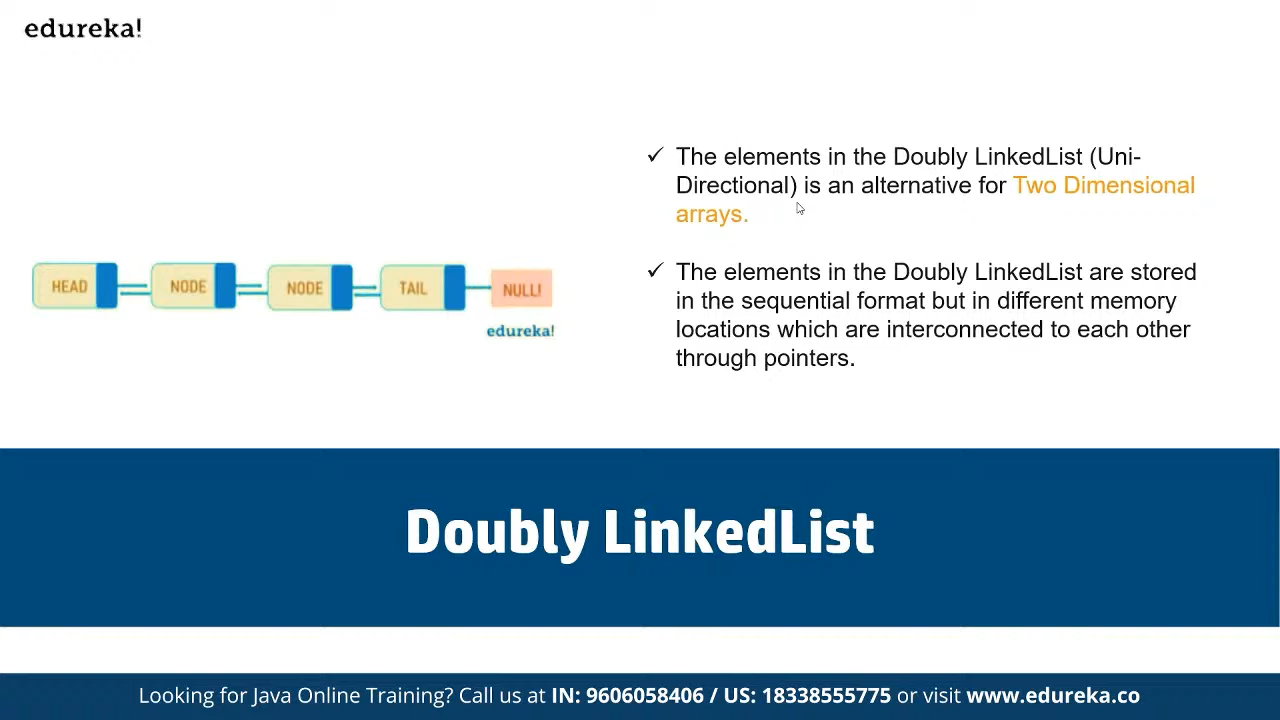 edureka!
✓ The elements in the Doubly LinkedList (Uni-
Directional) is an alternative for Two Dimensional
arrays.
✓ The elements in the Doubly LinkedList are stored
in the sequential format but in different memory
locations which are interconnected to each other
through pointers.
HEAD NODE NODE TAIL NULL!
edureka!
Doubly LinkedList
Looking for Java Online Training? Call us at IN: 9606058406 / US: 18338555775 or visit www.edureka.co